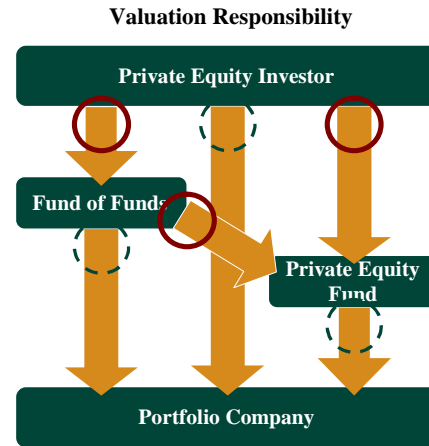 Valuation Responsibility
Private Equity Investor
Fund of Funds
Private Equity
Fund
Portfolio Company